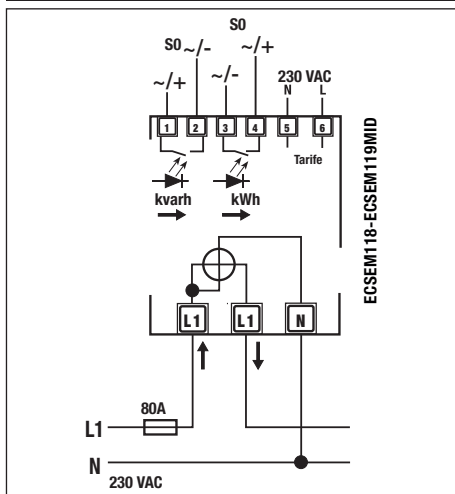 S0
S0 ~/-
~/+
~/+
~/-
230 VAC
N L
1 2 3 4 5 6
Tarife
kvarh kWh
ECSEM118-ECSEM119MID
L1 L1 N
80A
L1
N
230 VAC